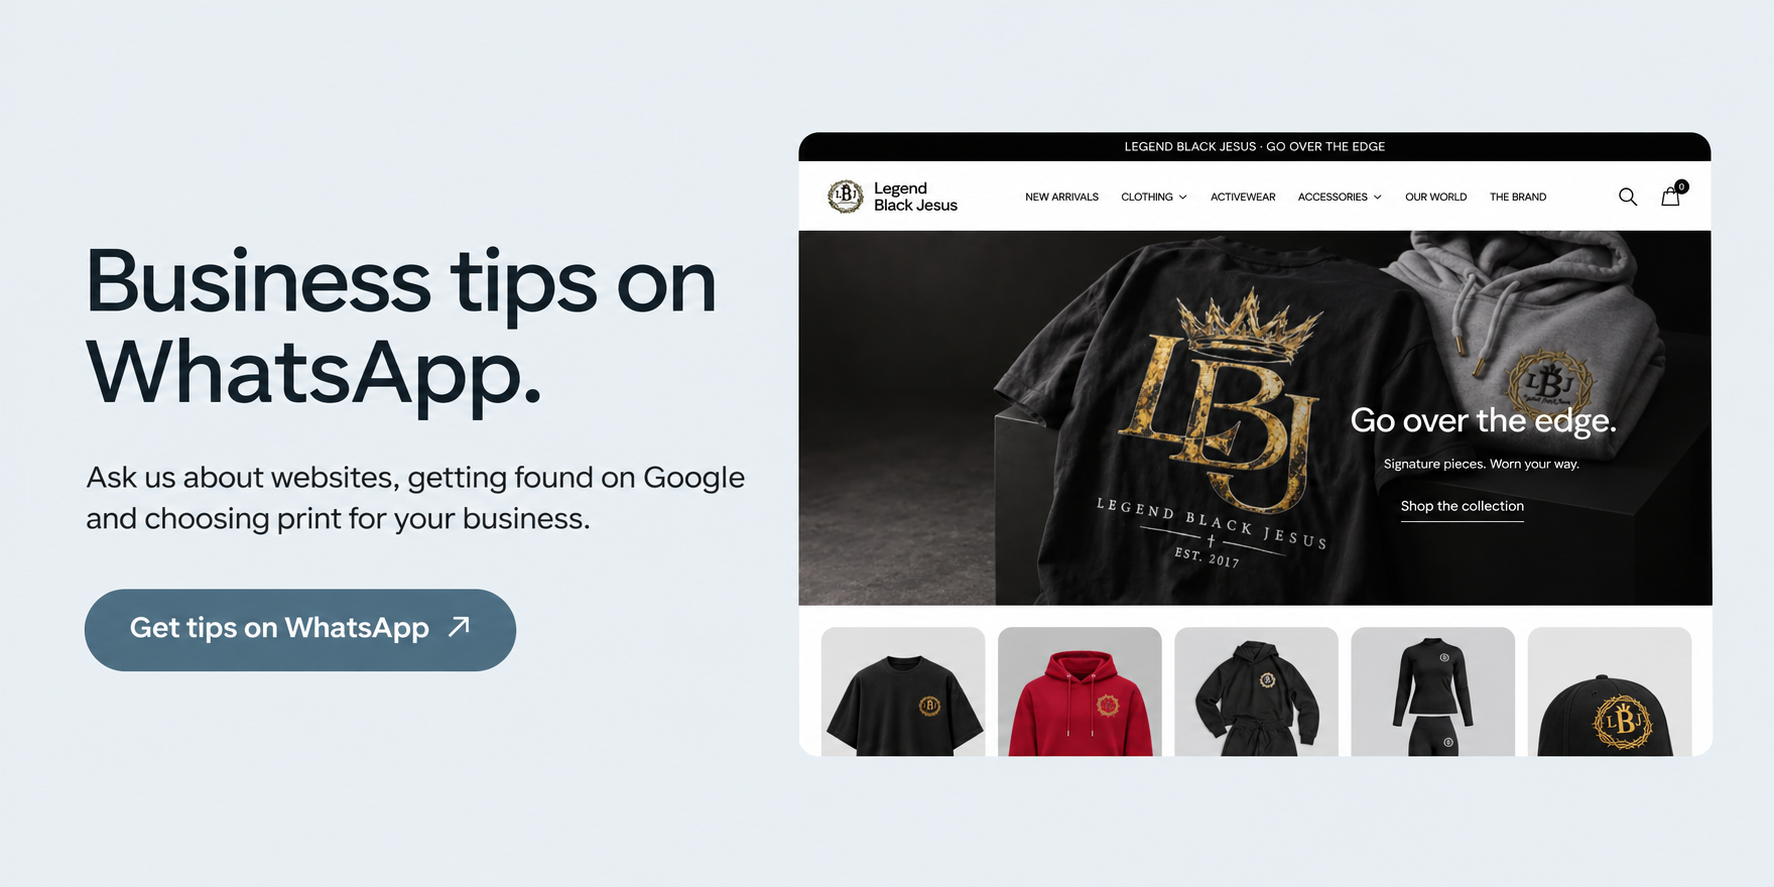 Business tips on
WhatsApp.
Ask us about websites, getting found on Google
and choosing print for your business.
Get tips on WhatsApp
LEGEND BLACK JESUS · GO OVER THE EDGE
LBJ
Legend
Black Jesus
NEW ARRIVALS
CLOTHING
ACTIVEWEAR
ACCESSORIES
OUR WORLD
THE BRAND
0
LBJ
LEGEND BLACK JESUS
EST. 2017
LBJ
Go over the edge.
Signature pieces. Worn your way.
Shop the collection
LBJ